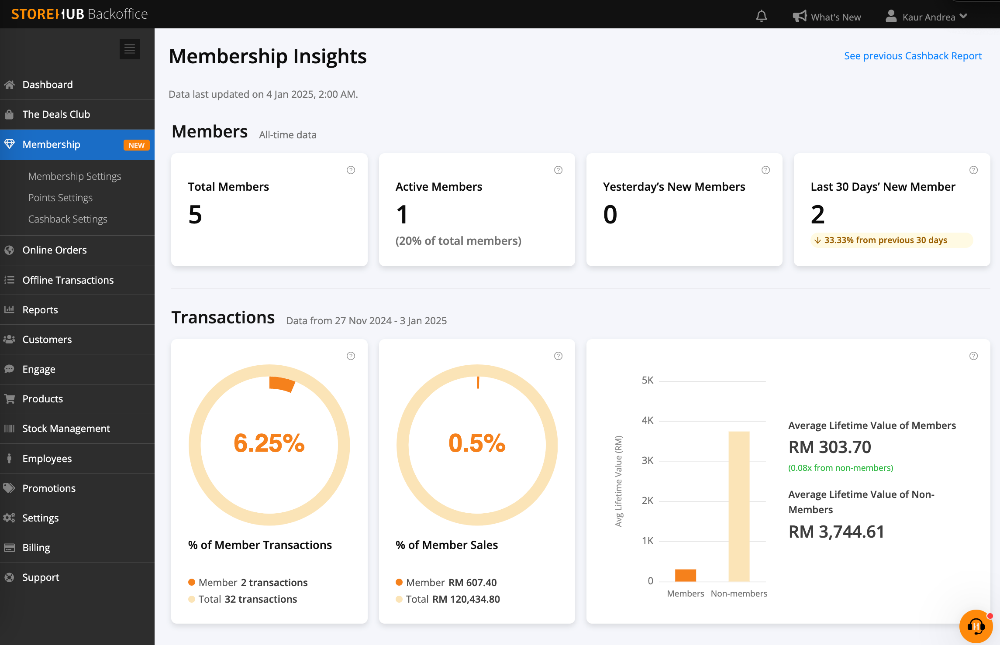 STOREHUB Backoffice
What's New
Kaur Andrea
Dashboard
The Deals Club
Membership
NEW
Membership Settings
Points Settings
Cashback Settings
Online Orders
Offline Transactions
Reports
Customers
Engage
Products
Stock Management
Employees
Promotions
Settings
Billing
Support
Membership Insights
See previous Cashback Report
Data last updated on 4 Jan 2025, 2:00 AM.
Members All-time data
Total Members
5
Active Members
1
(20% of total members)
Yesterday’s New Members
0
Last 30 Days’ New Member
2
↓ 33.33% from previous 30 days
Transactions Data from 27 Nov 2024 - 3 Jan 2025
6.25%
% of Member Transactions
Member 2 transactions
Total 32 transactions
0.5%
% of Member Sales
Member RM 607.40
Total RM 120,434.80
Avg Lifetime Value (RM)
5K
4K
3K
2K
1K
0
Members
Non-members
Average Lifetime Value of Members
RM 303.70
(0.08x from non-members)
Average Lifetime Value of Non-
Members
RM 3,744.61